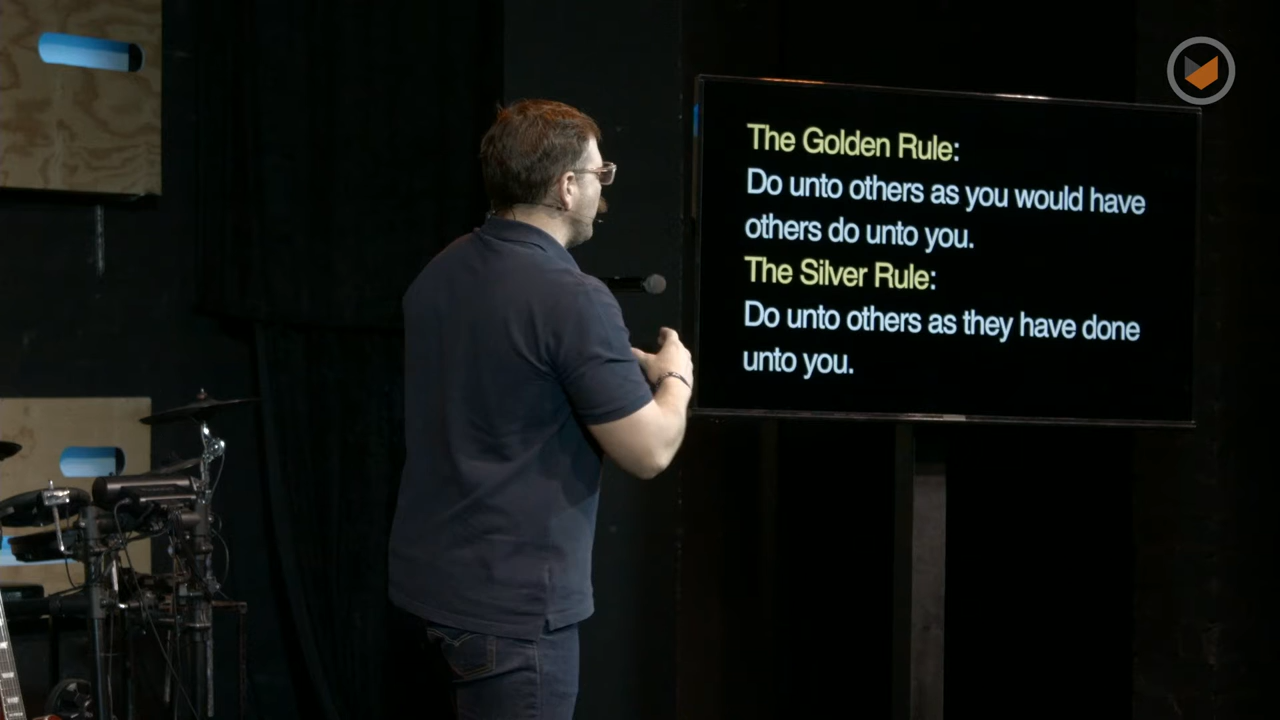 The Golden Rule:
Do unto others as you would have
others do unto you.
The Silver Rule:
Do unto others as they have done
unto you.